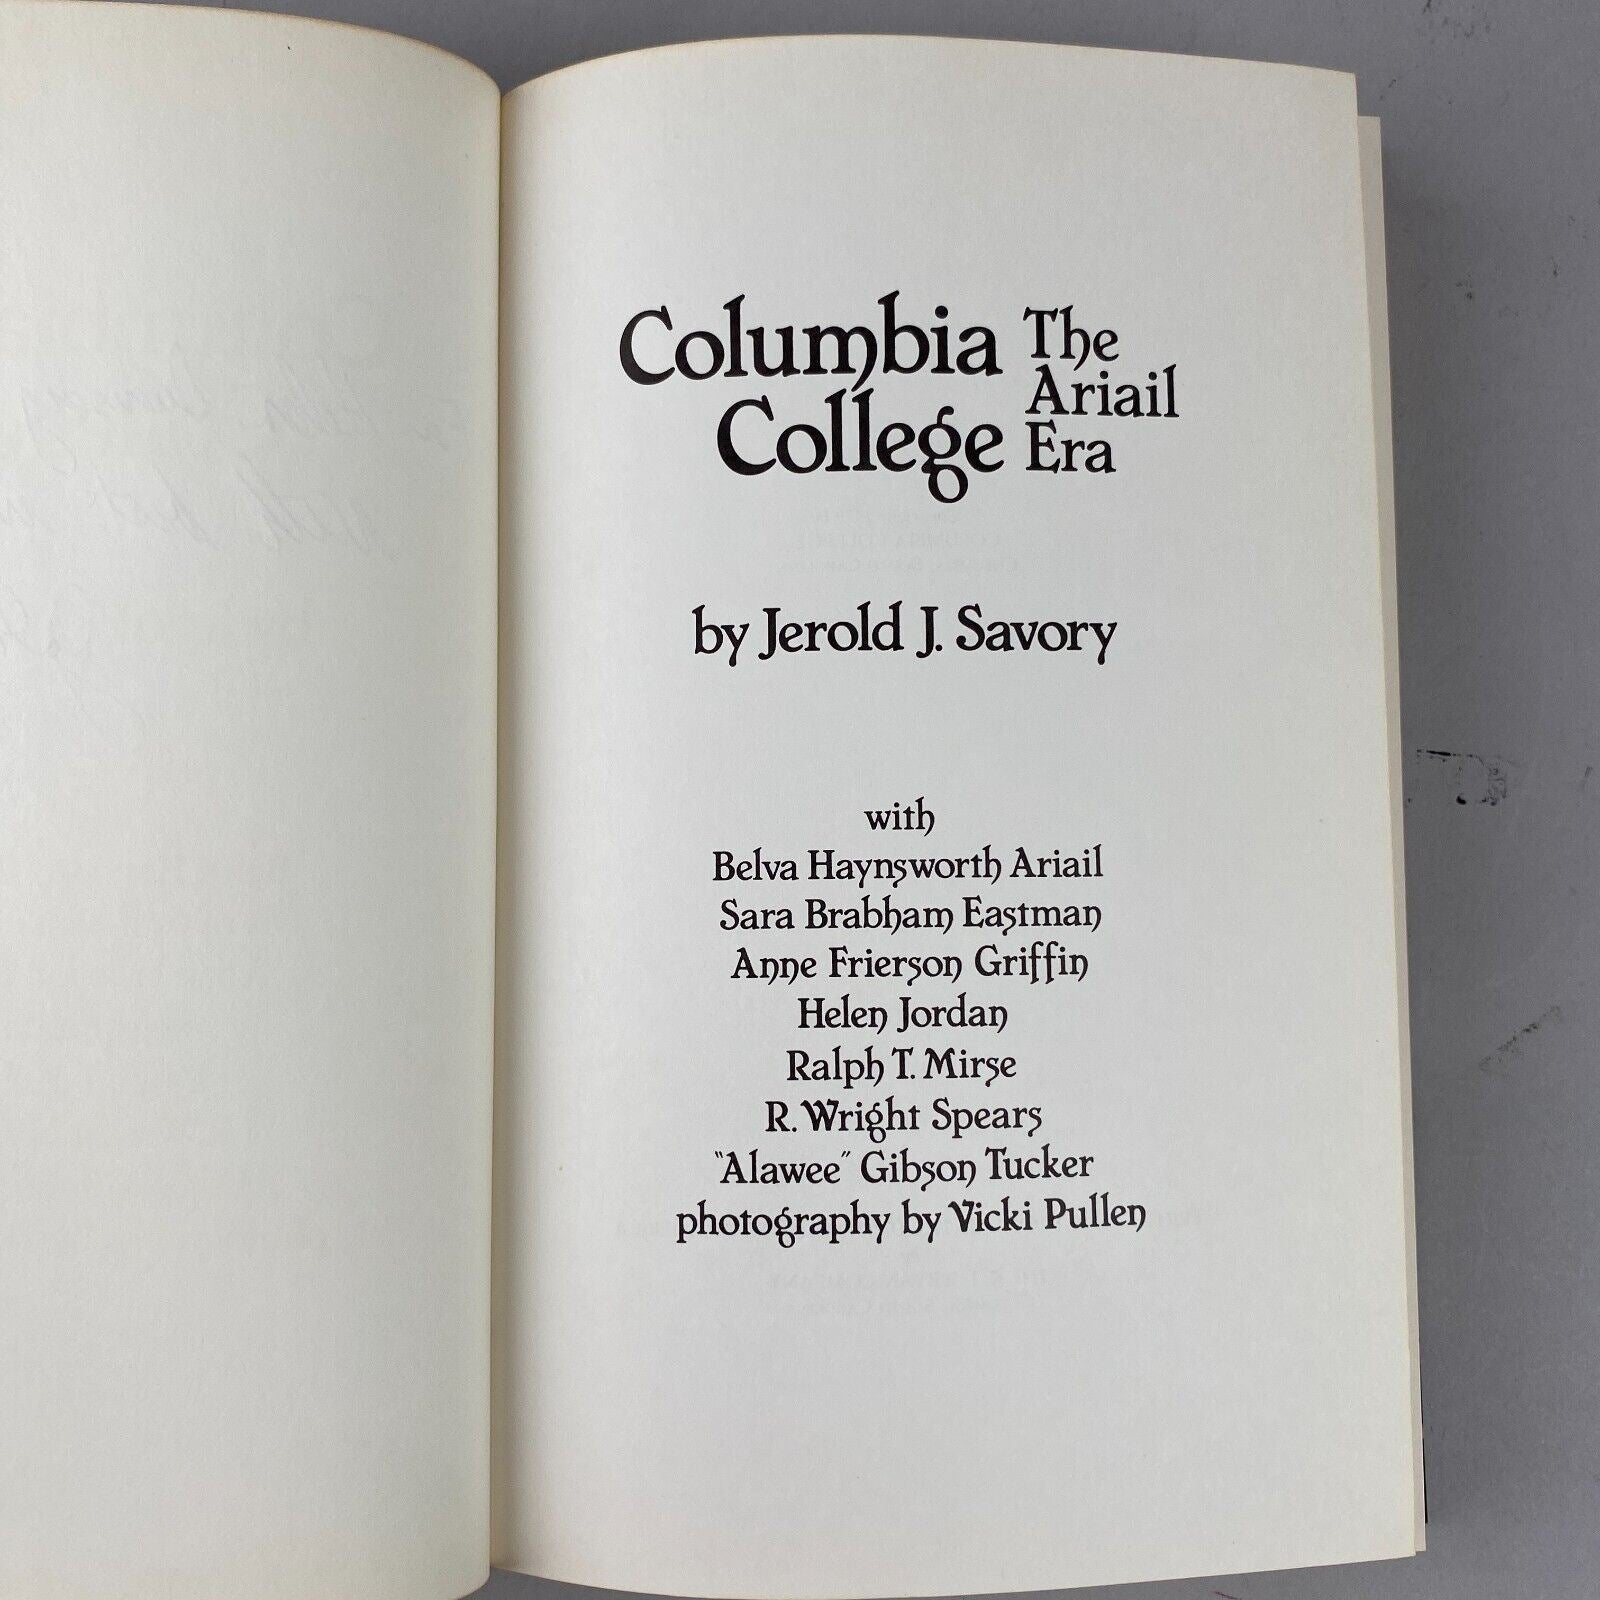 Columbia
College
The
Ariail
Era
by Jerold J. Savory
with
Belva Haynsworth Ariail
Sara Brabham Eastman
Anne Frierson Griffin
Helen Jordan
Ralph T. Mirse
R. Wright Spears
"Alawee" Gibson Tucker
photography by Vicki Pullen